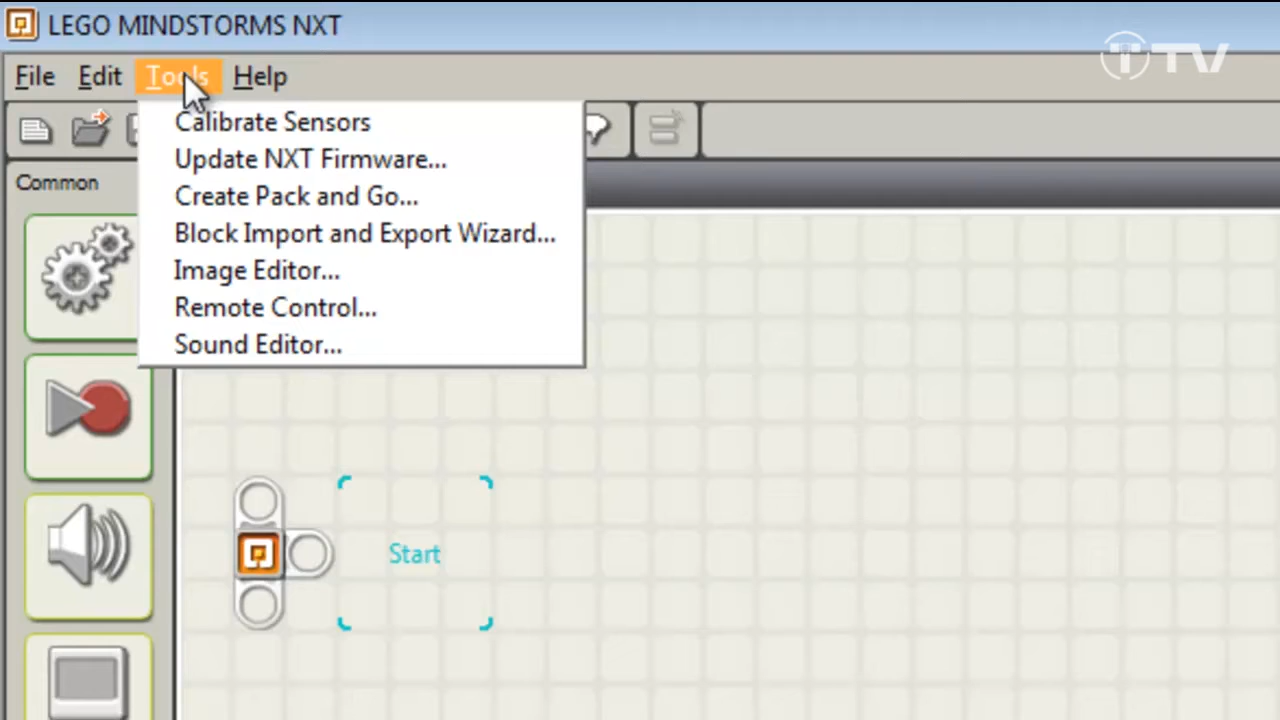 LEGO MINDSTORMS NXT
TV
File Edit Tools Help
Calibrate Sensors
Update NXT Firmware...
Create Pack and Go...
Block Import and Export Wizard...
Image Editor...
Remote Control...
Sound Editor...
Common
Start